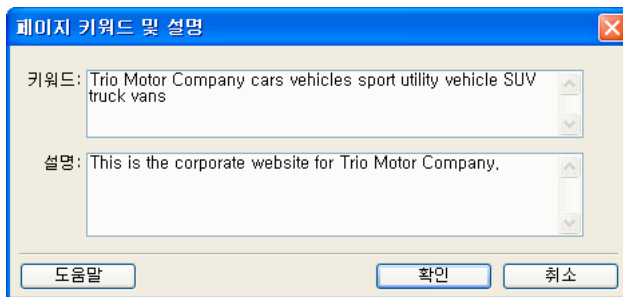 페이지 키워드 및 설명
키워드: Trio Motor Company cars vehicles sport utility vehicle SUV
truck vans
설명: This is the corporate website for Trio Motor Company,
도움말 확인 취소